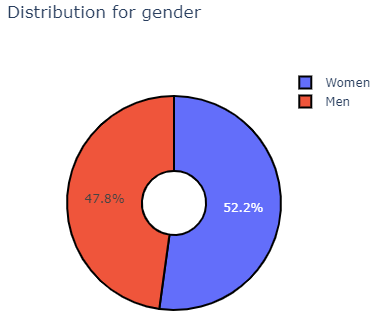 Distribution for gender
Women
Men
47.8%
52.2%